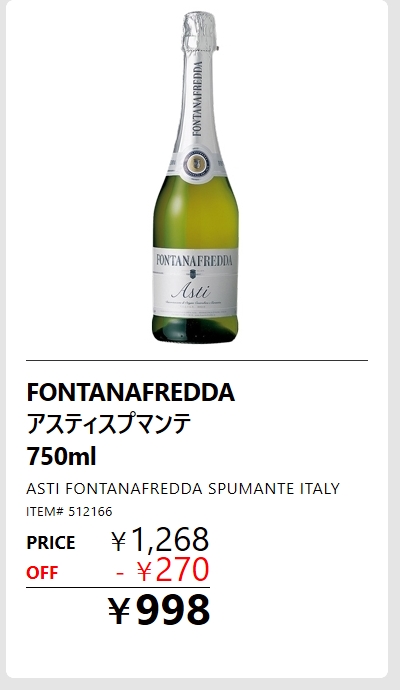 FONTANAFREDDA
FONTANAFREDDA
Asti
FONTANAFREDDA
アスティスプマンテ
750ml
ASTI FONTANAFREDDA SPUMANTE ITALY
ITEM# 512166
PRICE ￥1,268
OFF - ￥270
￥998